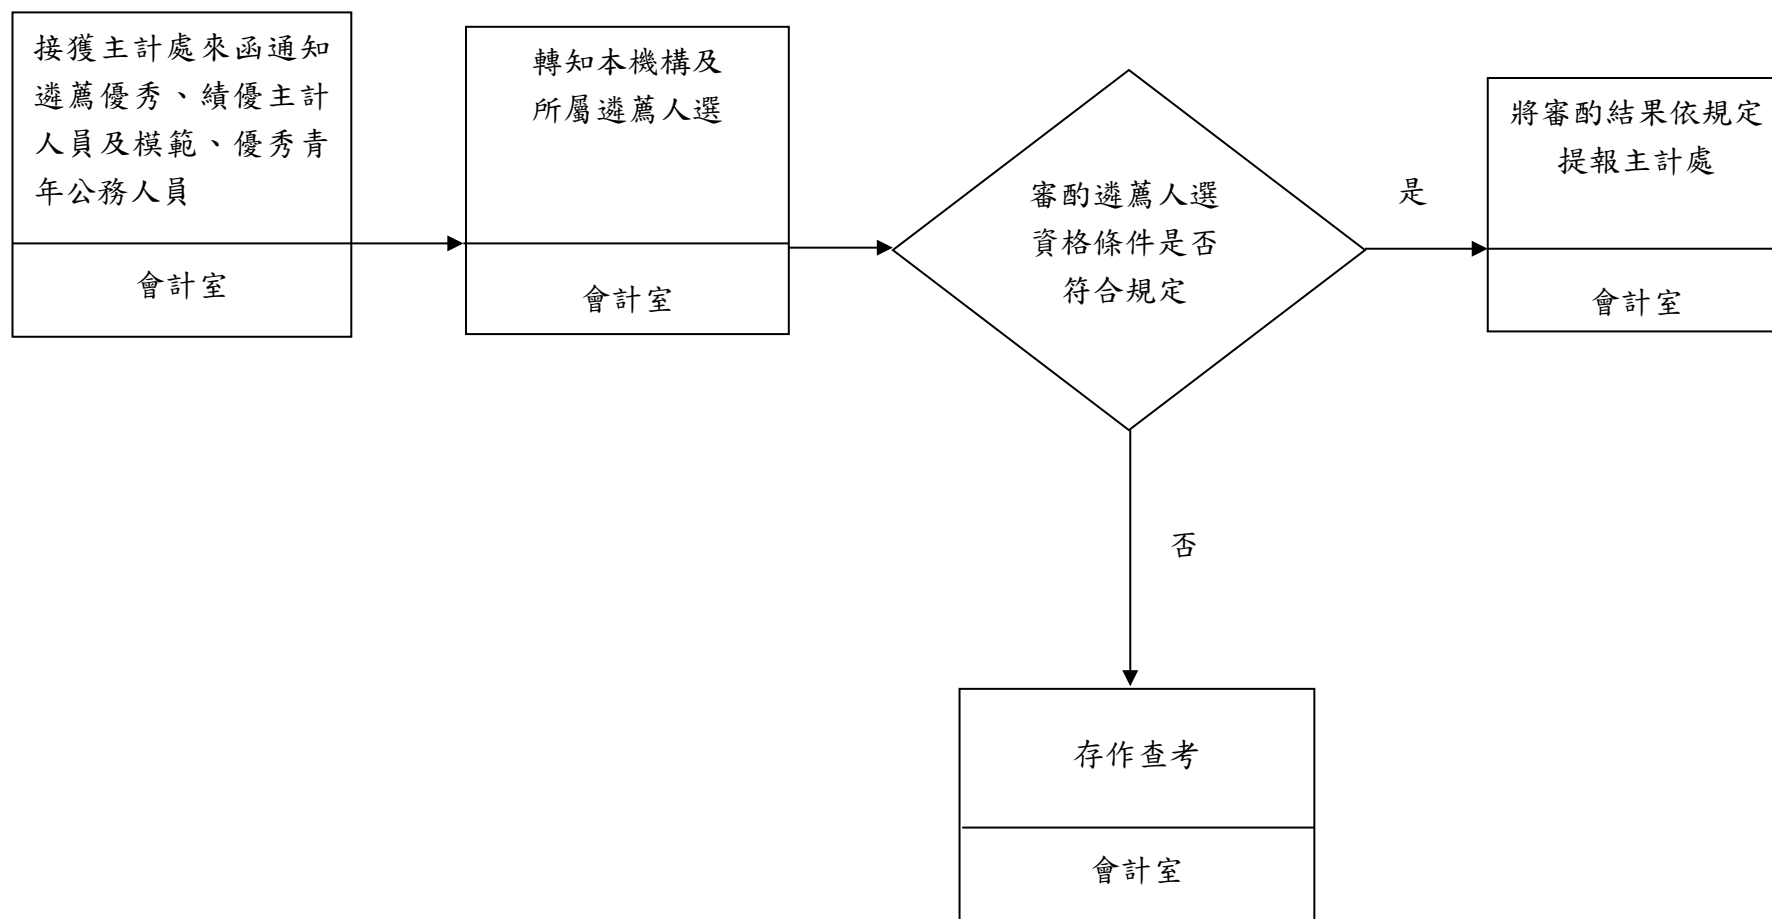 接獲主計處來函通知
遴薦優秀、績優主計
人員及模範、優秀青
年公務人員
會計室
轉知本機構及
所屬遴薦人選
會計室
審酌遴薦人選
資格條件是否
符合規定
是
將審酌結果依規定
提報主計處
會計室
否
存作查考
會計室